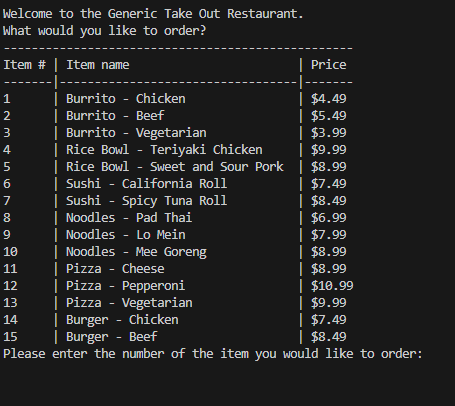 Welcome to the Generic Take Out Restaurant.
What would you like to order?
--------------------------------------------------
Item # | Item name                        | Price
-------|----------------------------------|-------
1      | Burrito - Chicken                | $4.49
2      | Burrito - Beef                   | $5.49
3      | Burrito - Vegetarian             | $3.99
4      | Rice Bowl - Teriyaki Chicken     | $9.99
5      | Rice Bowl - Sweet and Sour Pork  | $8.99
6      | Sushi - California Roll          | $7.49
7      | Sushi - Spicy Tuna Roll          | $8.49
8      | Noodles - Pad Thai               | $6.99
9      | Noodles - Lo Mein                | $7.99
10     | Noodles - Mee Goreng             | $8.99
11     | Pizza - Cheese                   | $8.99
12     | Pizza - Pepperoni                | $10.99
13     | Pizza - Vegetarian               | $9.99
14     | Burger - Chicken                 | $7.49
15     | Burger - Beef                    | $8.49
Please enter the number of the item you would like to order: